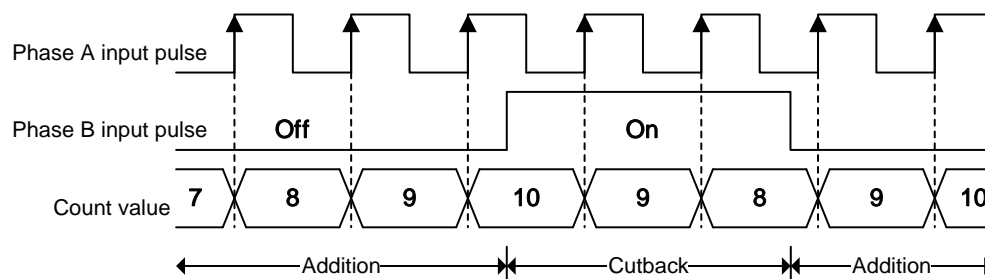 Phase A input pulse
Phase B input pulse Off On
Count value 7 8 9 10 9 8 9 10
Addition Cutback Addition